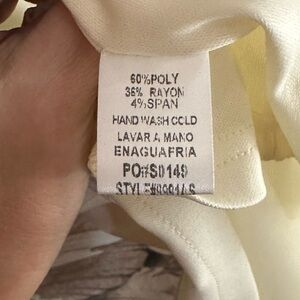 60%POLY
36% RAYON
4%SPAN
HAND WASH COLD
LAVAR A MANO
ENAGUAFRIA
PO#S0149